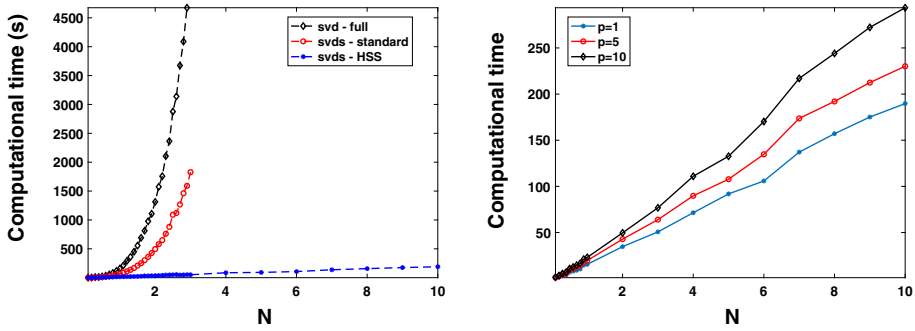 Computational time (s)
4500
4000
3500
3000
2500
2000
1500
1000
500
2
4
6
8
10
N
svd - full
svds - standard
svds - HSS
Computational time
250
200
150
100
50
2
4
6
8
10
N
p=1
p=5
p=10